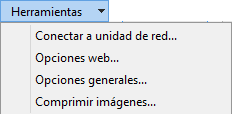 Herramientas
Conectar a unidad de red...
Opciones web...
Opciones generales...
Comprimir imágenes...